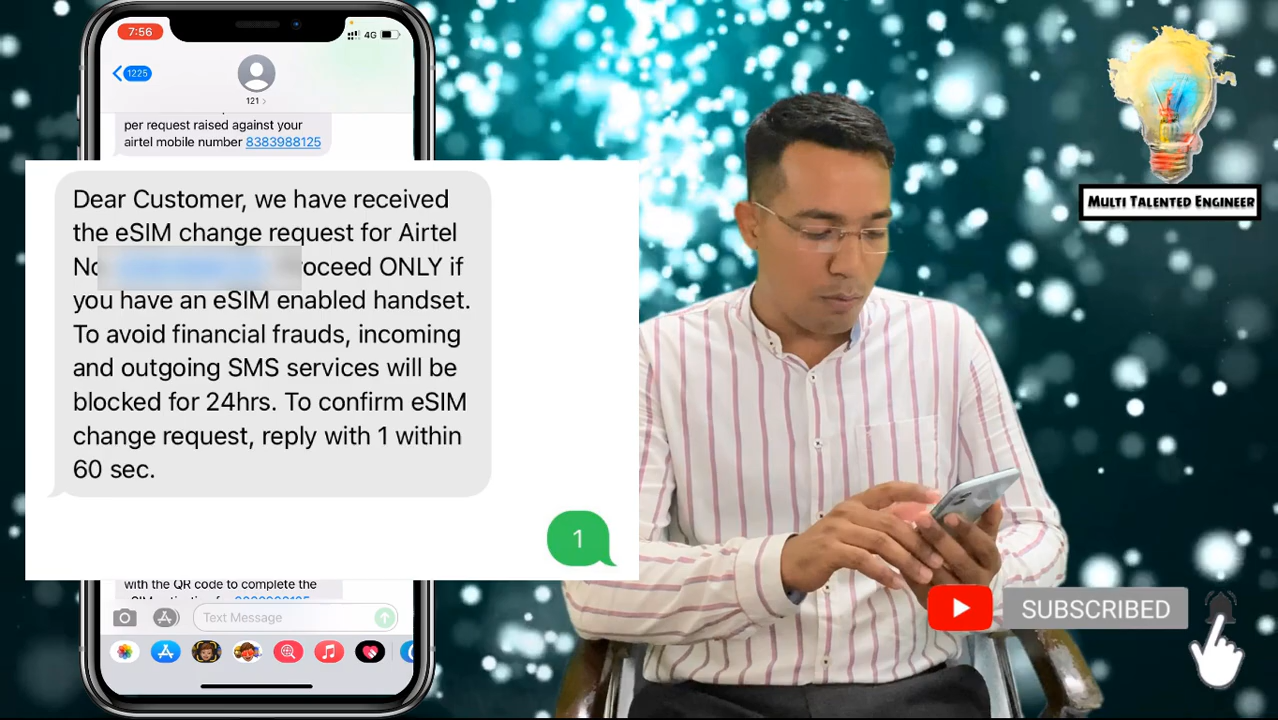 7:56
4G
1225
121 >
per request raised against your
airtel mobile number 8383988125
Dear Customer, we have received
the eSIM change request for Airtel
No
roceed ONLY if
you have an eSIM enabled handset.
To avoid financial frauds, incoming
and outgoing SMS services will be
blocked for 24hrs. To confirm eSIM
change request, reply with 1 within
60 sec.
1
with the QR code to complete the
Text Message
MULTI TALENTED ENGINEER
SUBSCRIBED